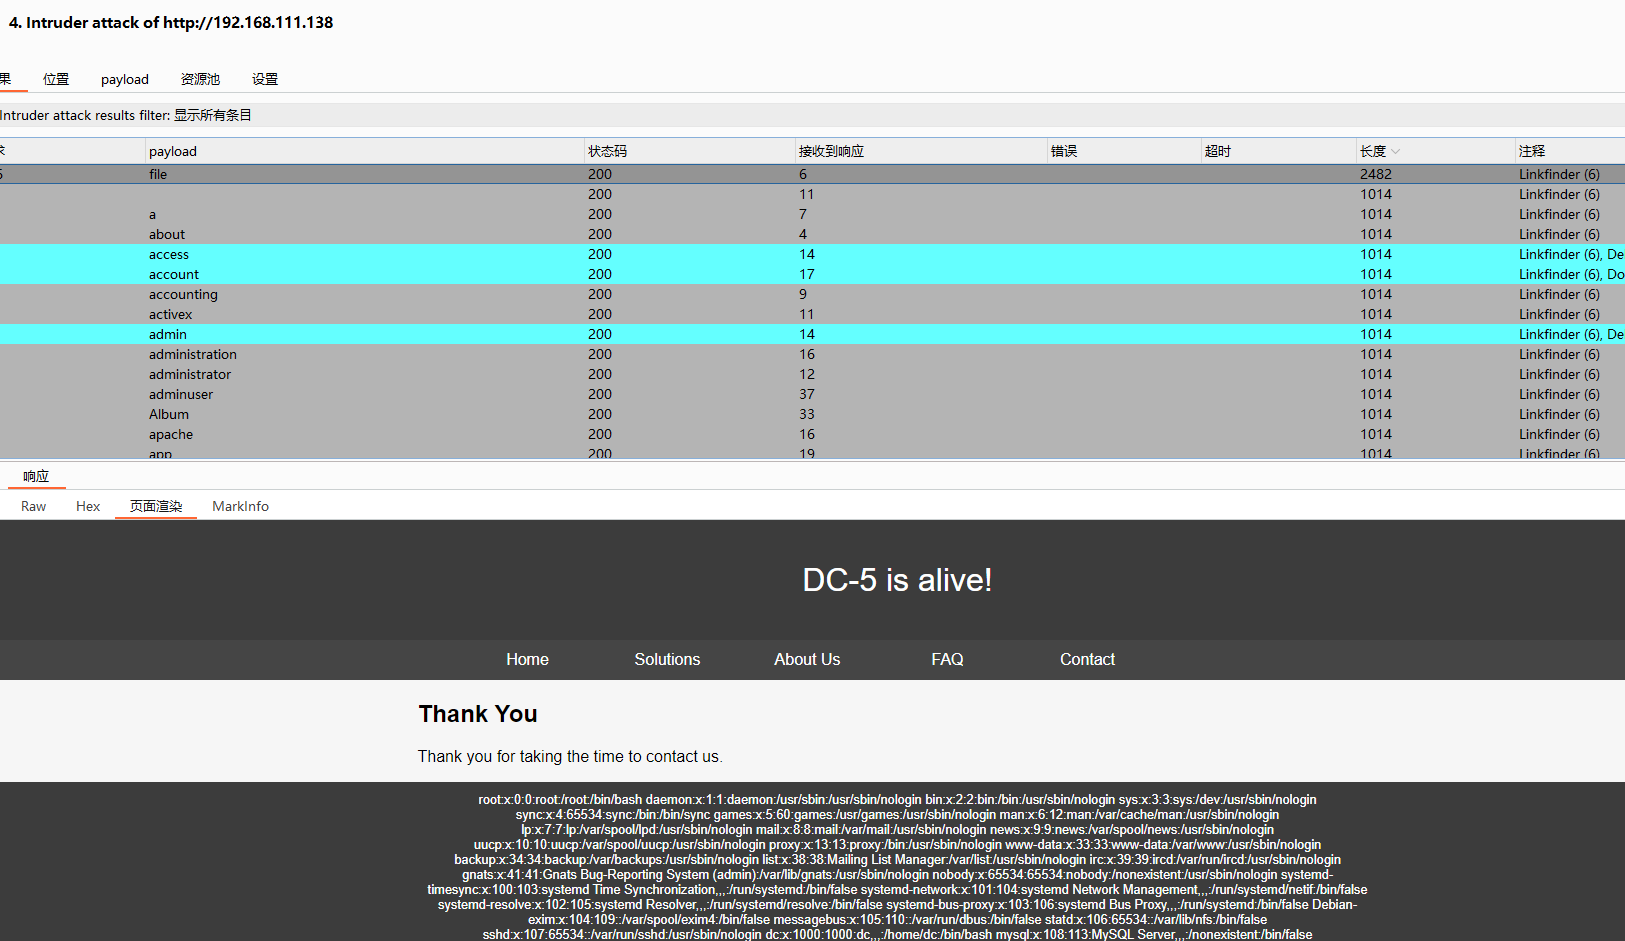 4. Intruder attack of http://192.168.111.138
果 位置 payload 资源池 设置
Intruder attack results filter: 显示所有条目
payload 状态码 接收到响应 错误 超时 长度 注释
file 200 6 2482 Linkfinder (6)
200 11 1014 Linkfinder (6)
a 200 7 1014 Linkfinder (6)
about 200 4 1014 Linkfinder (6)
access 200 14 1014 Linkfinder (6), De
account 200 17 1014 Linkfinder (6), Do
accounting 200 9 1014 Linkfinder (6)
activex 200 11 1014 Linkfinder (6)
admin 200 14 1014 Linkfinder (6), De
administration 200 16 1014 Linkfinder (6)
administrator 200 12 1014 Linkfinder (6)
adminuser 200 37 1014 Linkfinder (6)
Album 200 33 1014 Linkfinder (6)
apache 200 16 1014 Linkfinder (6)
app 200 19 1014 Linkfinder (6)
响应
Raw Hex 页面渲染 MarkInfo
DC-5 is alive!
Home Solutions About Us FAQ Contact
Thank You
Thank you for taking the time to contact us.
root:x:0:0:root:/root:/bin/bash daemon:x:1:1:daemon:/usr/sbin:/usr/sbin/nologin bin:x:2:2:bin:/bin:/usr/sbin/nologin sys:x:3:3:sys:/dev:/usr/sbin/nologin
sync:x:4:65534:sync:/bin:/bin/sync games:x:5:60:games:/usr/games:/usr/sbin/nologin man:x:6:12:man:/var/cache/man:/usr/sbin/nologin
lp:x:7:7:lp:/var/spool/lpd:/usr/sbin/nologin mail:x:8:8:mail:/var/mail:/usr/sbin/nologin news:x:9:9:news:/var/spool/news:/usr/sbin/nologin
uucp:x:10:10:uucp:/var/spool/uucp:/usr/sbin/nologin proxy:x:13:13:proxy:/bin:/usr/sbin/nologin www-data:x:33:33:www-data:/var/www:/usr/sbin/nologin
backup:x:34:34:backup:/var/backups:/usr/sbin/nologin list:x:38:38:Mailing List Manager:/var/list:/usr/sbin/nologin irc:x:39:39:ircd:/var/run/ircd:/usr/sbin/nologin
gnats:x:41:41:Gnats Bug-Reporting System (admin):/var/lib/gnats:/usr/sbin/nologin nobody:x:65534:65534:nobody:/nonexistent:/usr/sbin/nologin systemd-
timesync:x:100:103:systemd Time Synchronization,,,:/run/systemd:/bin/false systemd-network:x:101:104:systemd Network Management,,,:/run/systemd/netif:/bin/false
systemd-resolve:x:102:105:systemd Resolver,,,:/run/systemd/resolve:/bin/false systemd-bus-proxy:x:103:106:systemd Bus Proxy,,,:/run/systemd:/bin/false Debian-
exim:x:104:109::/var/spool/exim4:/bin/false messagebus:x:105:110::/var/run/dbus:/bin/false statd:x:106:65534::/var/lib/nfs:/bin/false
sshd:x:107:65534::/var/run/sshd:/usr/sbin/nologin dc:x:1000:1000:dc,,,:/home/dc:/bin/bash mysql:x:108:113:MySQL Server,,,:/nonexistent:/bin/false